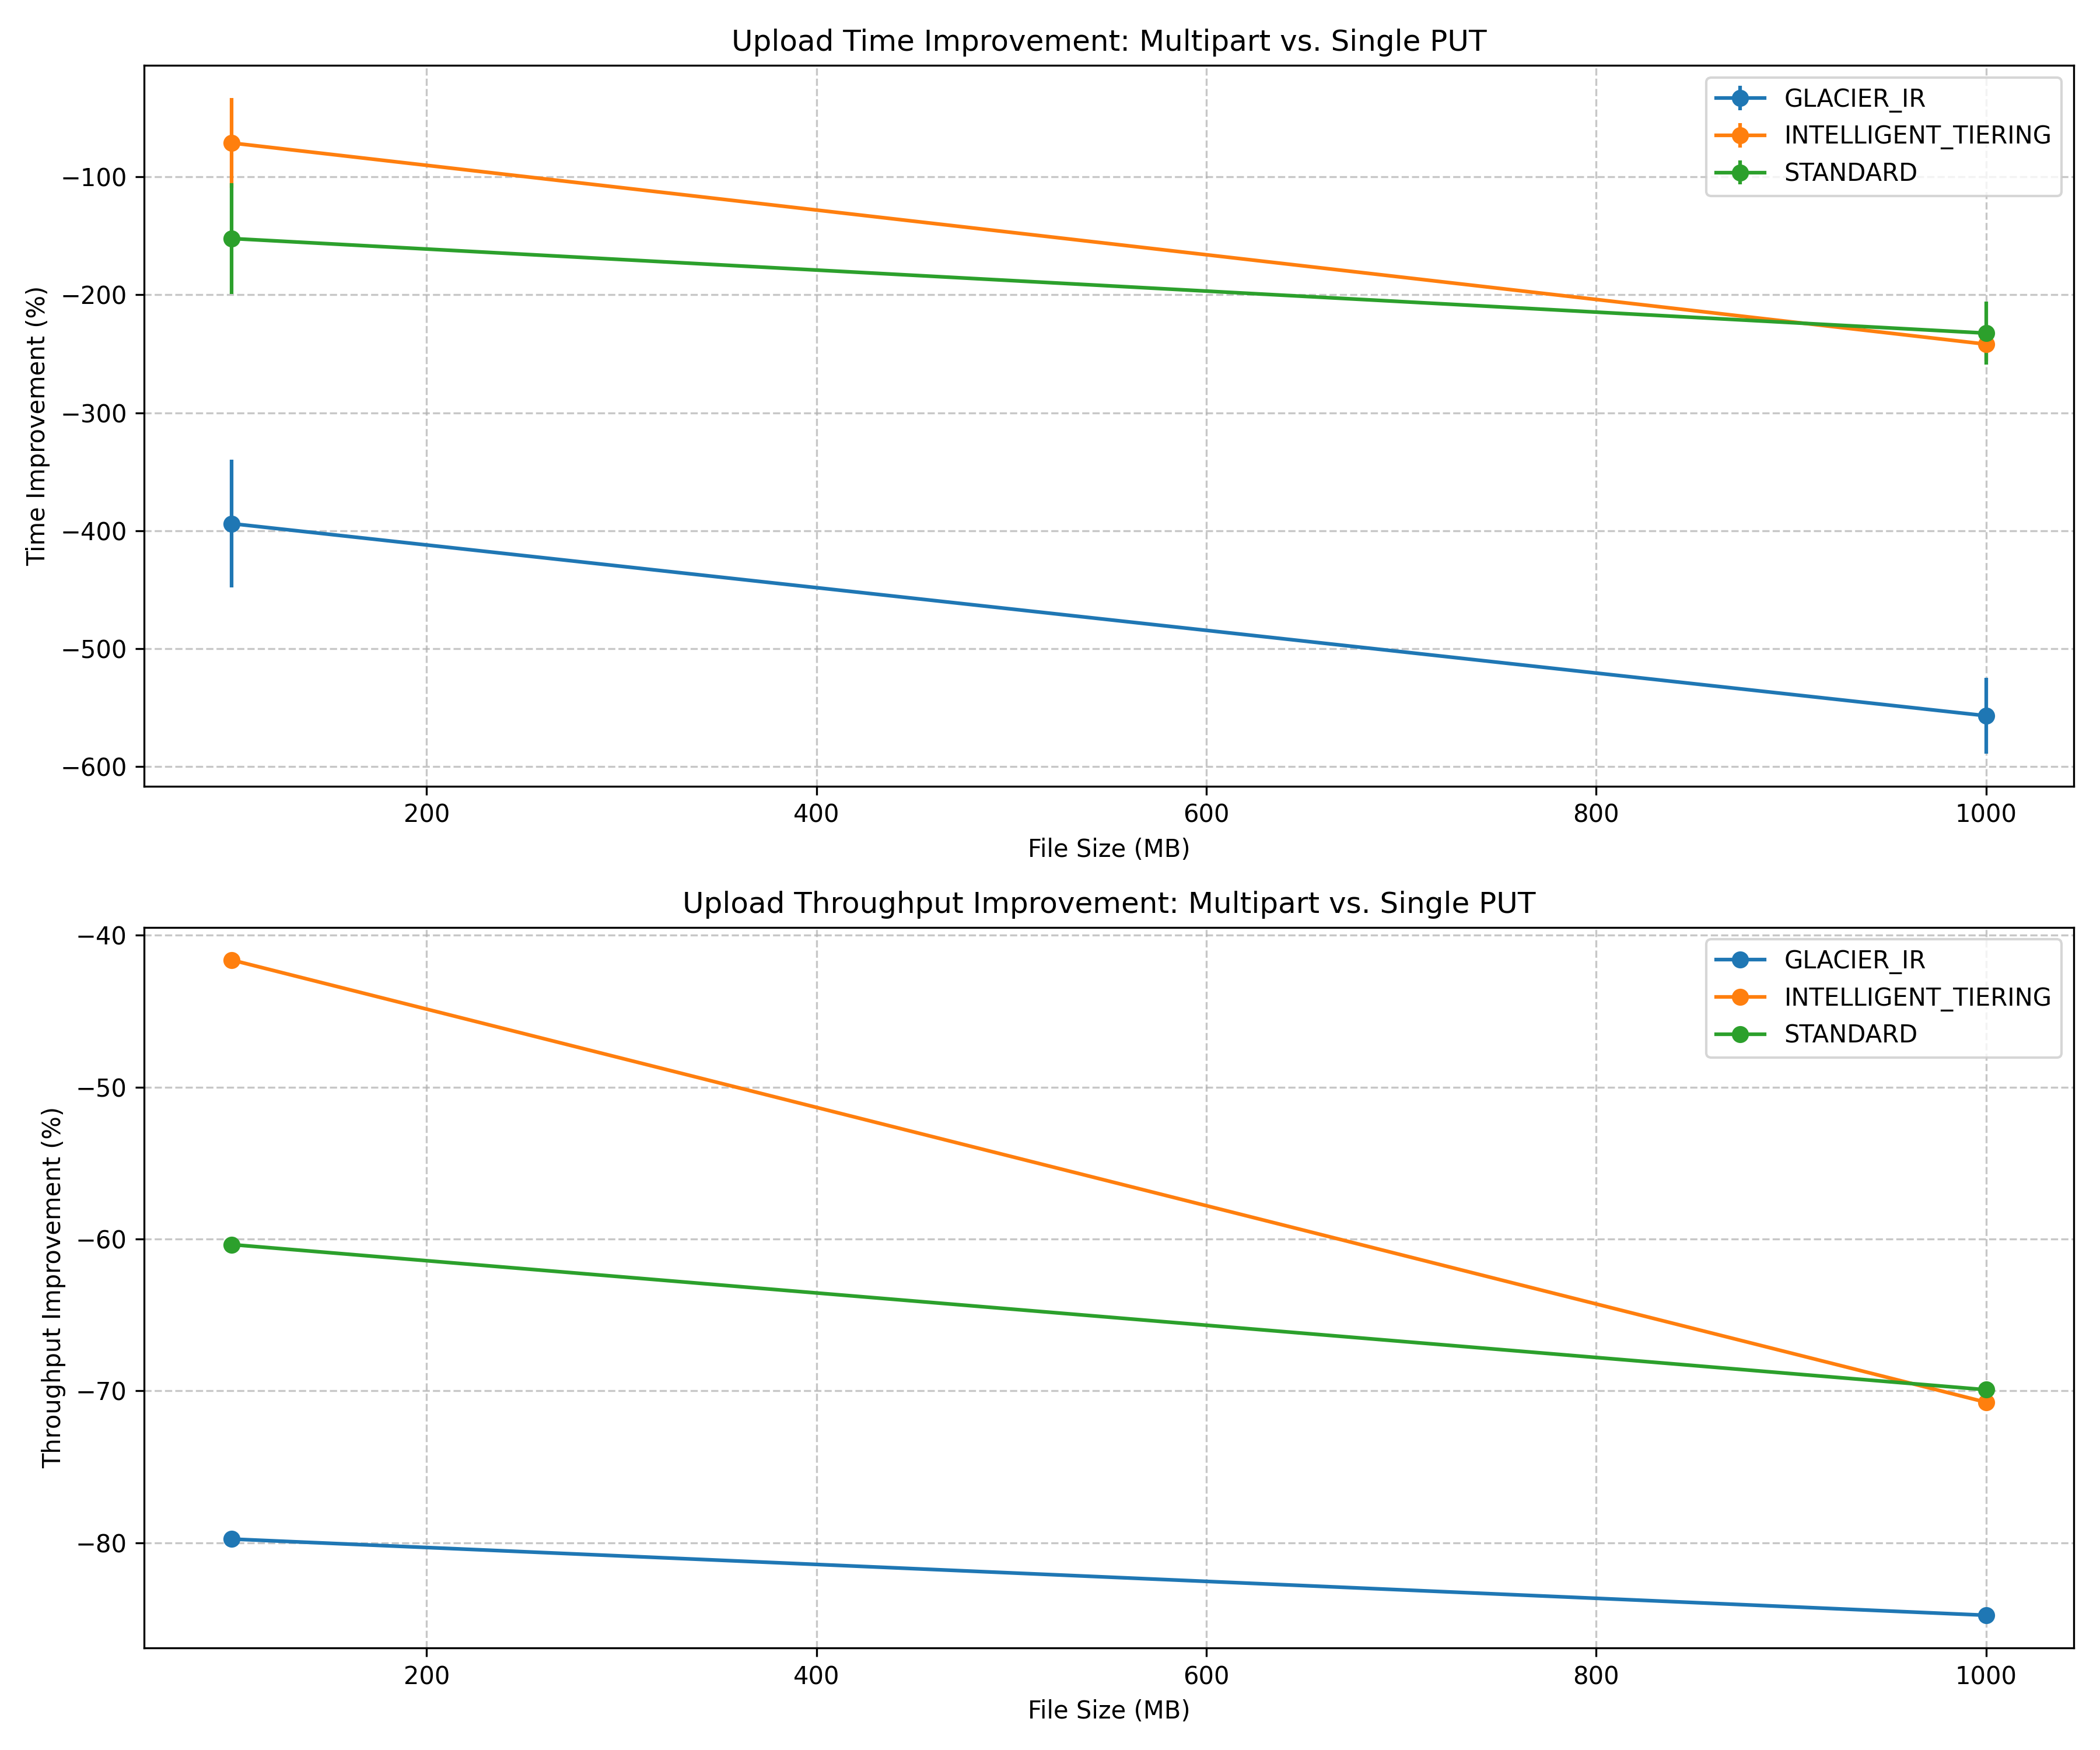 Upload Time Improvement: Multipart vs. Single PUT
Time Improvement (%)
−100
−200
−300
−400
−500
−600
GLACIER_IR
INTELLIGENT_TIERING
STANDARD
200 400 600 800 1000
File Size (MB)
Upload Throughput Improvement: Multipart vs. Single PUT
Throughput Improvement (%)
−40
−50
−60
−70
−80
GLACIER_IR
INTELLIGENT_TIERING
STANDARD
200 400 600 800 1000
File Size (MB)